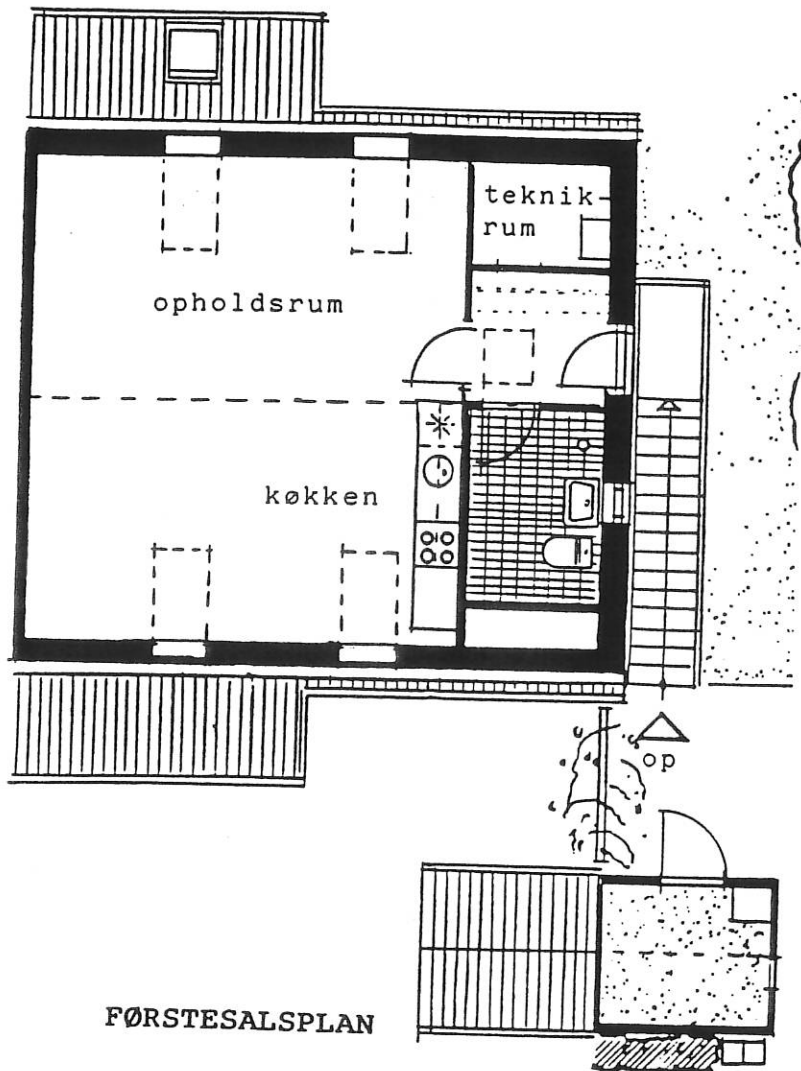 teknik-
rum
opholdsrum
køkken
op
FØRSTESALSPLAN